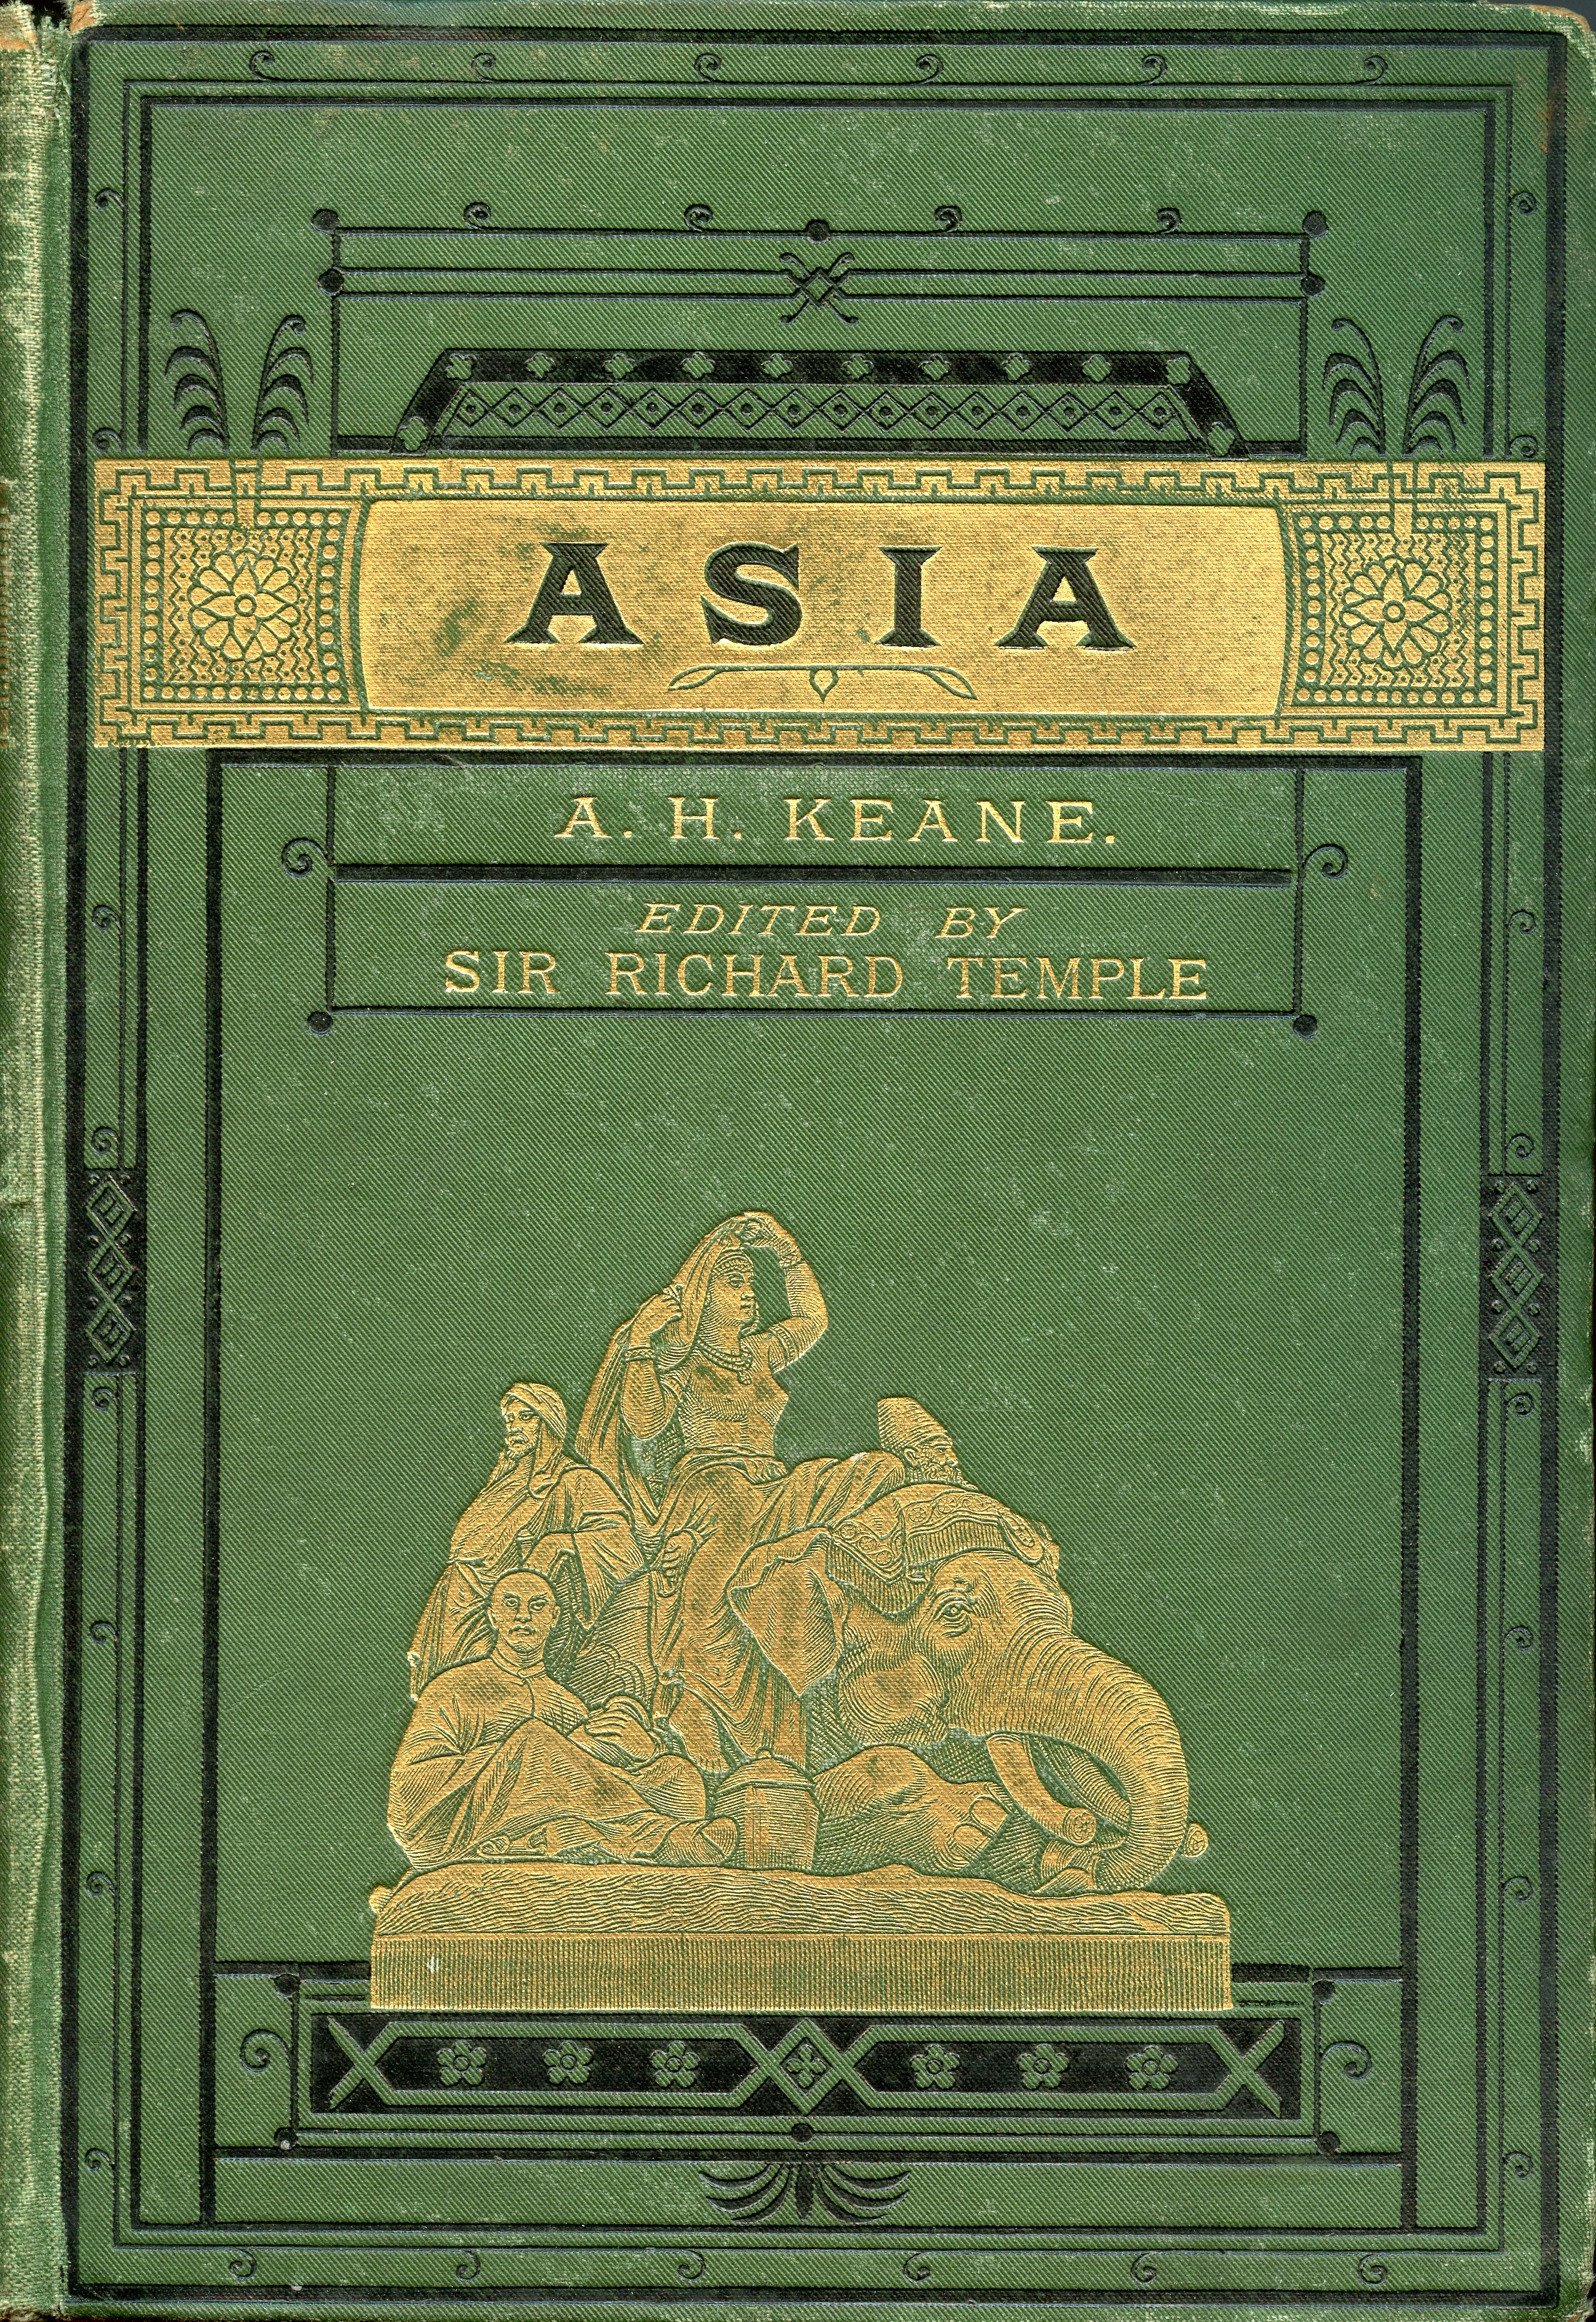 ASIA
A. H. KEANE.
EDITED BY
SIR RICHARD TEMPLE